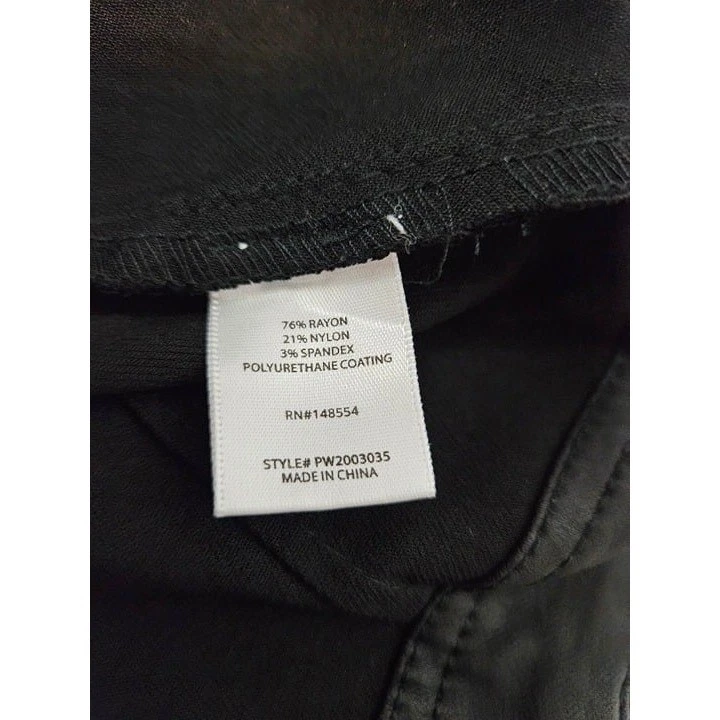 76% RAYON
21% NYLON
3% SPANDEX
POLYURETHANE COATING
RN#148554
STYLE# PW2003035
MADE IN CHINA